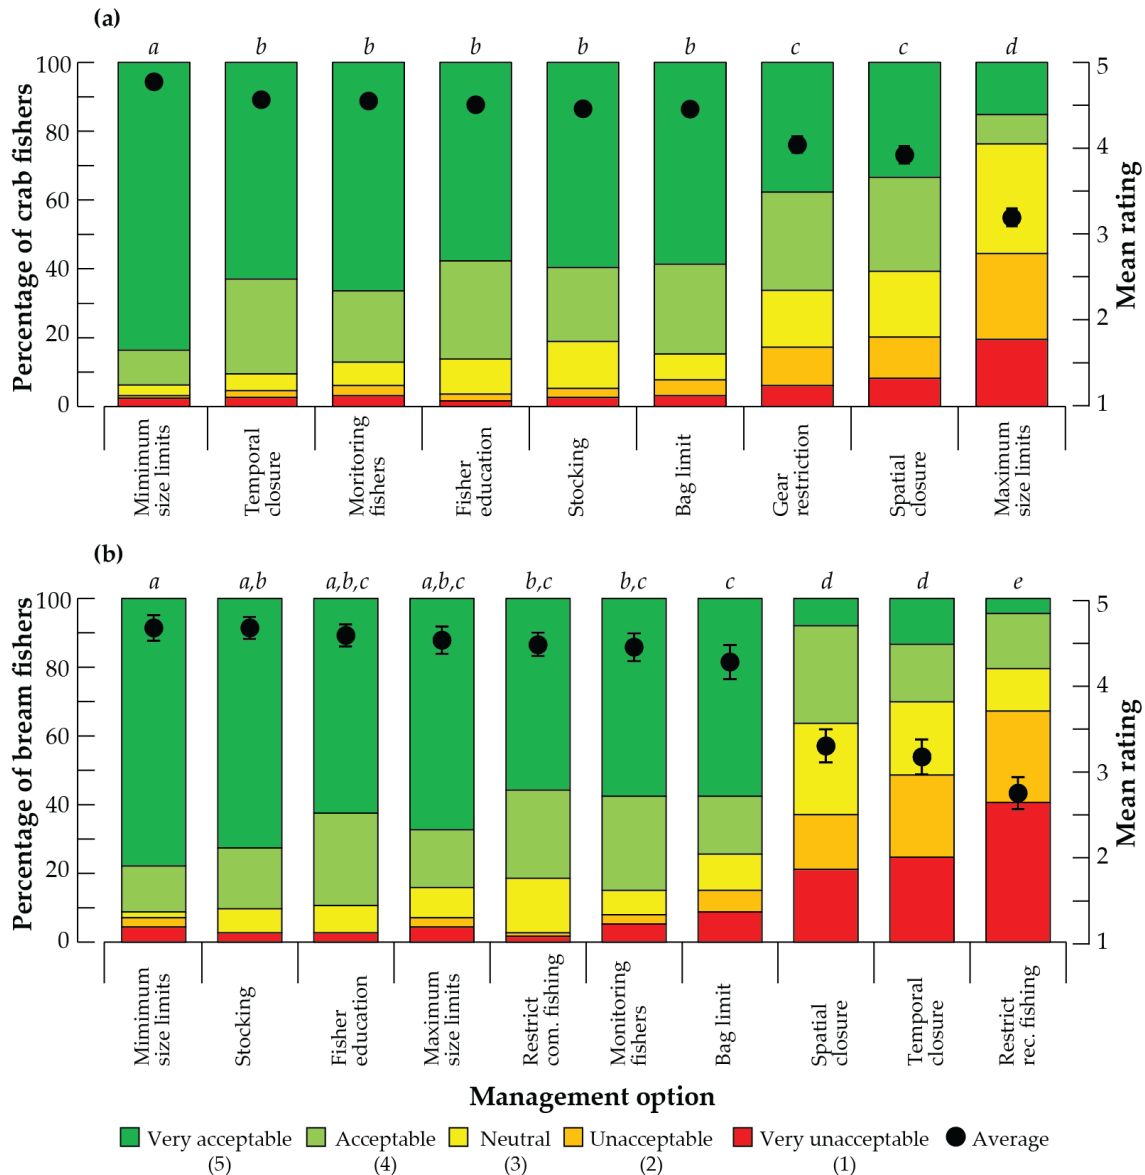 (a)
a b b b b b c c d
100
80
60
40
20
0
Percentage of crab fishers
5
4
3
2
1
Mean rating
Mimimum
size limits
Temporal
closure
Moritoring
fishers
Fisher
education
Stocking
Bag limit
Gear
restriction
Spatial
closure
Maximum
size limits
(b)
a a,b a,b,c a,b,c b,c b,c c d d e
100
80
60
40
20
0
Percentage of bream fishers
5
4
3
2
1
Mean rating
Mimimum
size limits
Stocking
Fisher
education
Maximum
size limits
Restrict
com. fishing
Monitoring
fishers
Bag limit
Spatial
closure
Temporal
closure
Restrict
rec. fishing
Management option
Very acceptable Acceptable Neutral Unacceptable Very unacceptable Average
(5) (4) (3) (2) (1)